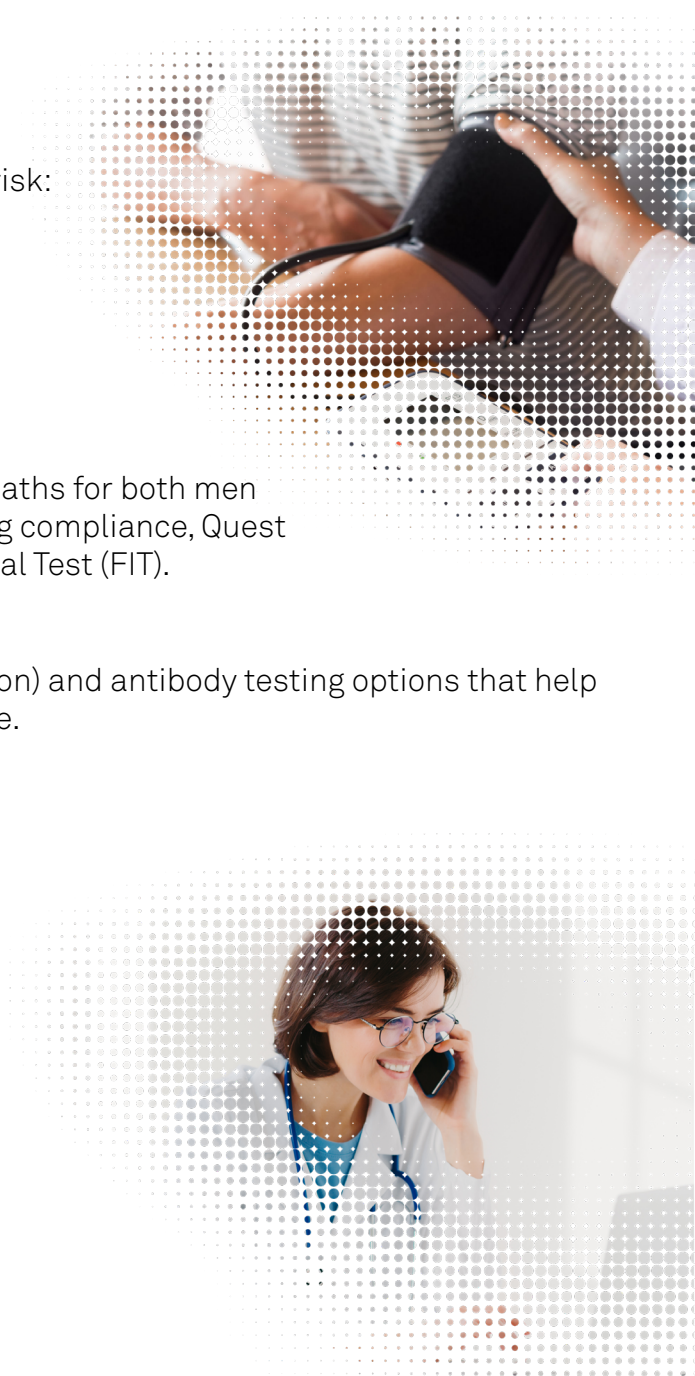 isk:
aths for both men
g compliance, Quest
al Test (FIT).
on) and antibody testing options that help
e.